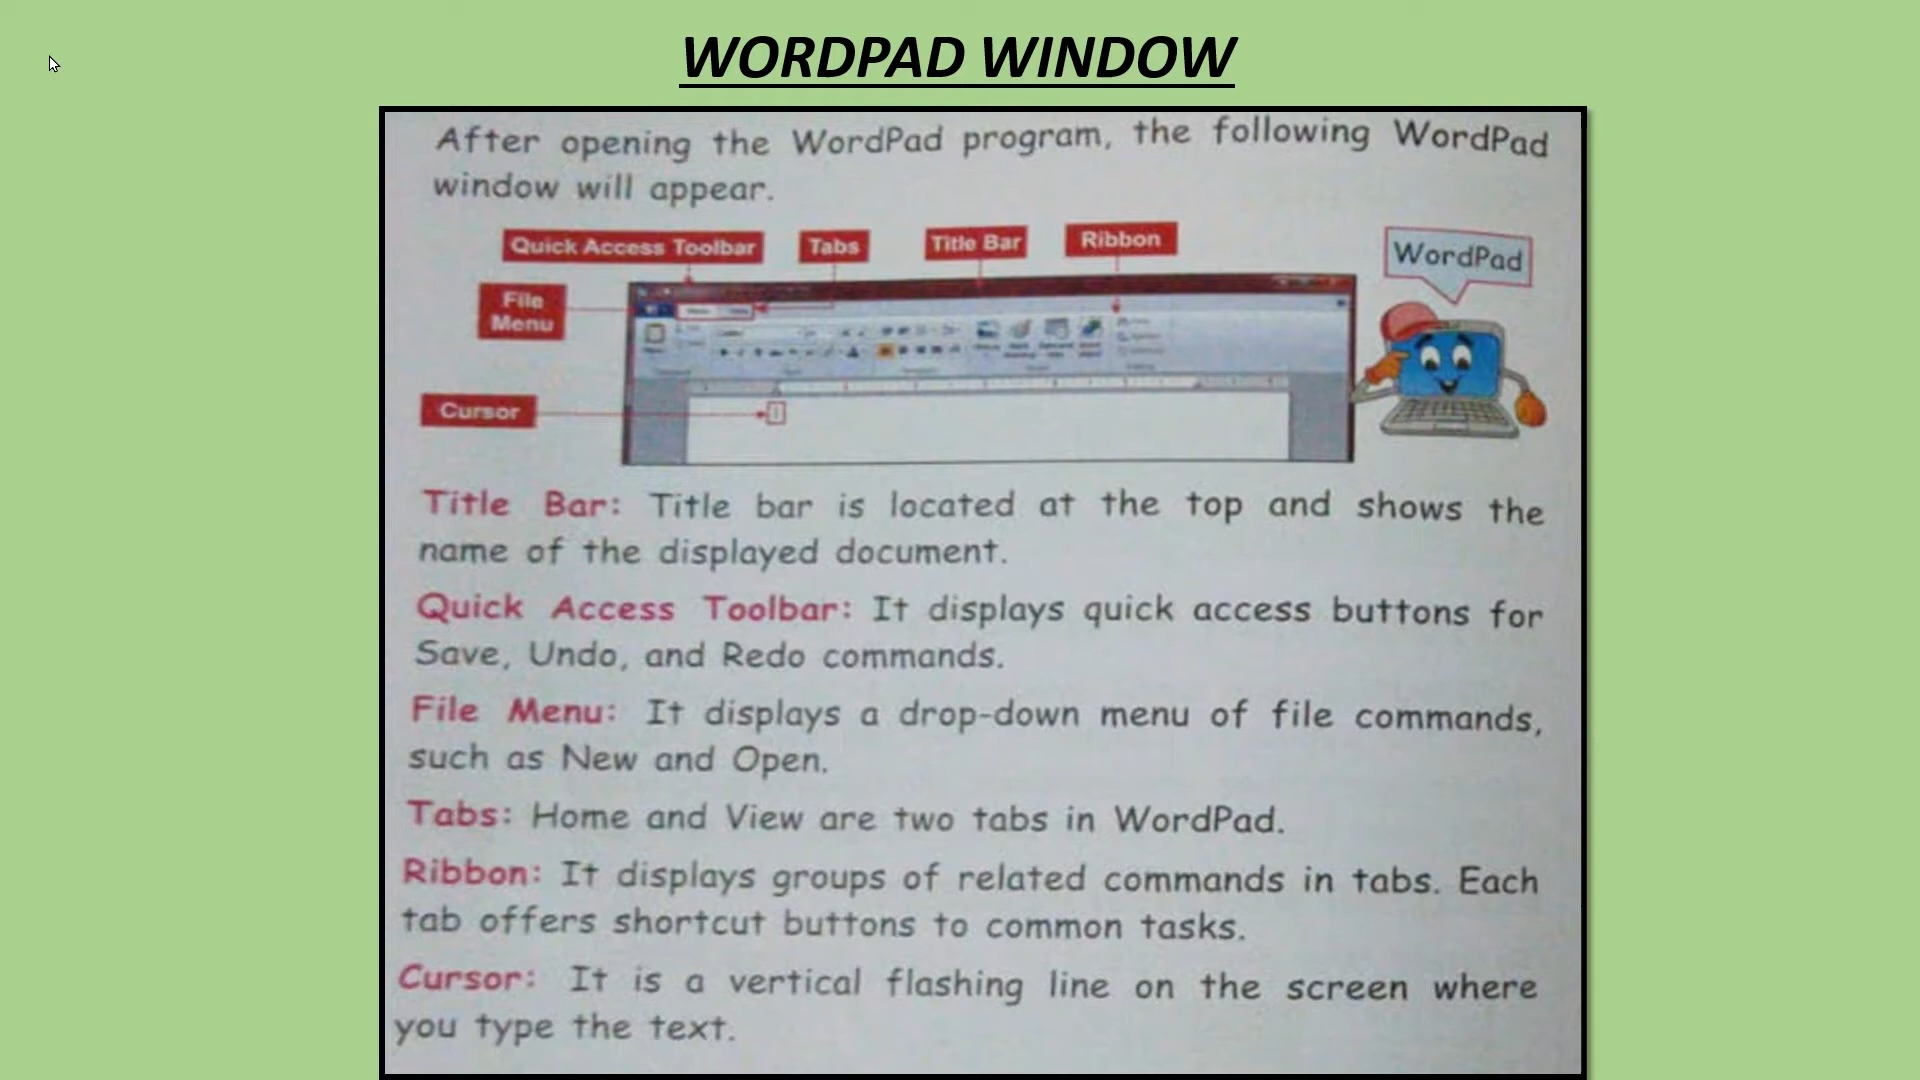 WORDPAD WINDOW
After opening the WordPad program, the following WordPad
window will appear.
Quick Access Toolbar
Tabs
Title Bar
Ribbon
WordPad
File
Menu
Cursor
Title Bar: Title bar is located at the top and shows the
name of the displayed document.
Quick Access Toolbar: It displays quick access buttons for
Save, Undo, and Redo commands.
File Menu: It displays a drop-down menu of file commands,
such as New and Open.
Tabs: Home and View are two tabs in WordPad.
Ribbon: It displays groups of related commands in tabs. Each
tab offers shortcut buttons to common tasks.
Cursor: It is a vertical flashing line on the screen where
you type the text.